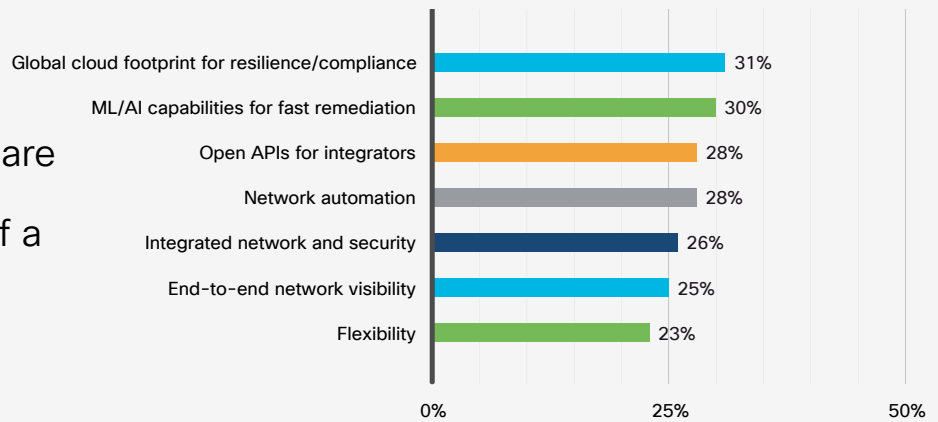 Global cloud footprint for resilience/compliance 31%
ML/AI capabilities for fast remediation 30%
are
Open APIs for integrators 28%
Network automation 28%
f a
Integrated network and security 26%
End-to-end network visibility 25%
Flexibility 23%
0% 25% 50%